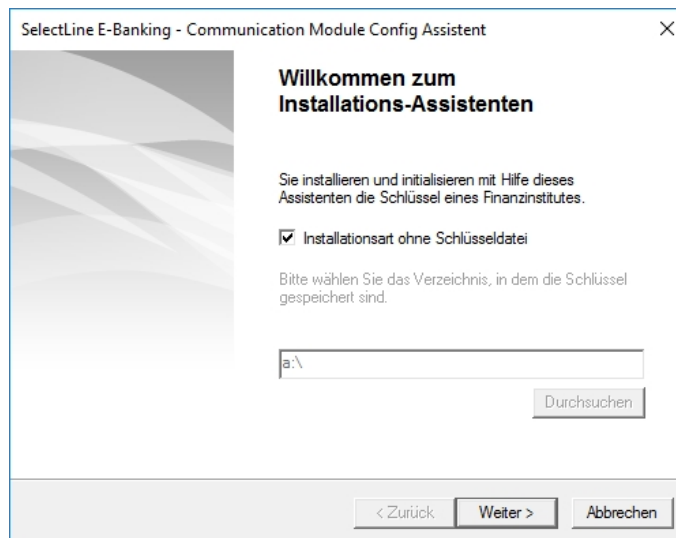 SelectLine E-Banking - Communication Module Config Assistent
Willkommen zum
Installations-Assistenten
Sie installieren und initialisieren mit Hilfe dieses
Assistenten die Schlüssel eines Finanzinstitutes.
Installationsart ohne Schlüsseldatei
Bitte wählen Sie das Verzeichnis, in dem die Schlüssel
gespeichert sind.
a:\
Durchsuchen
< Zurück
Weiter >
Abbrechen